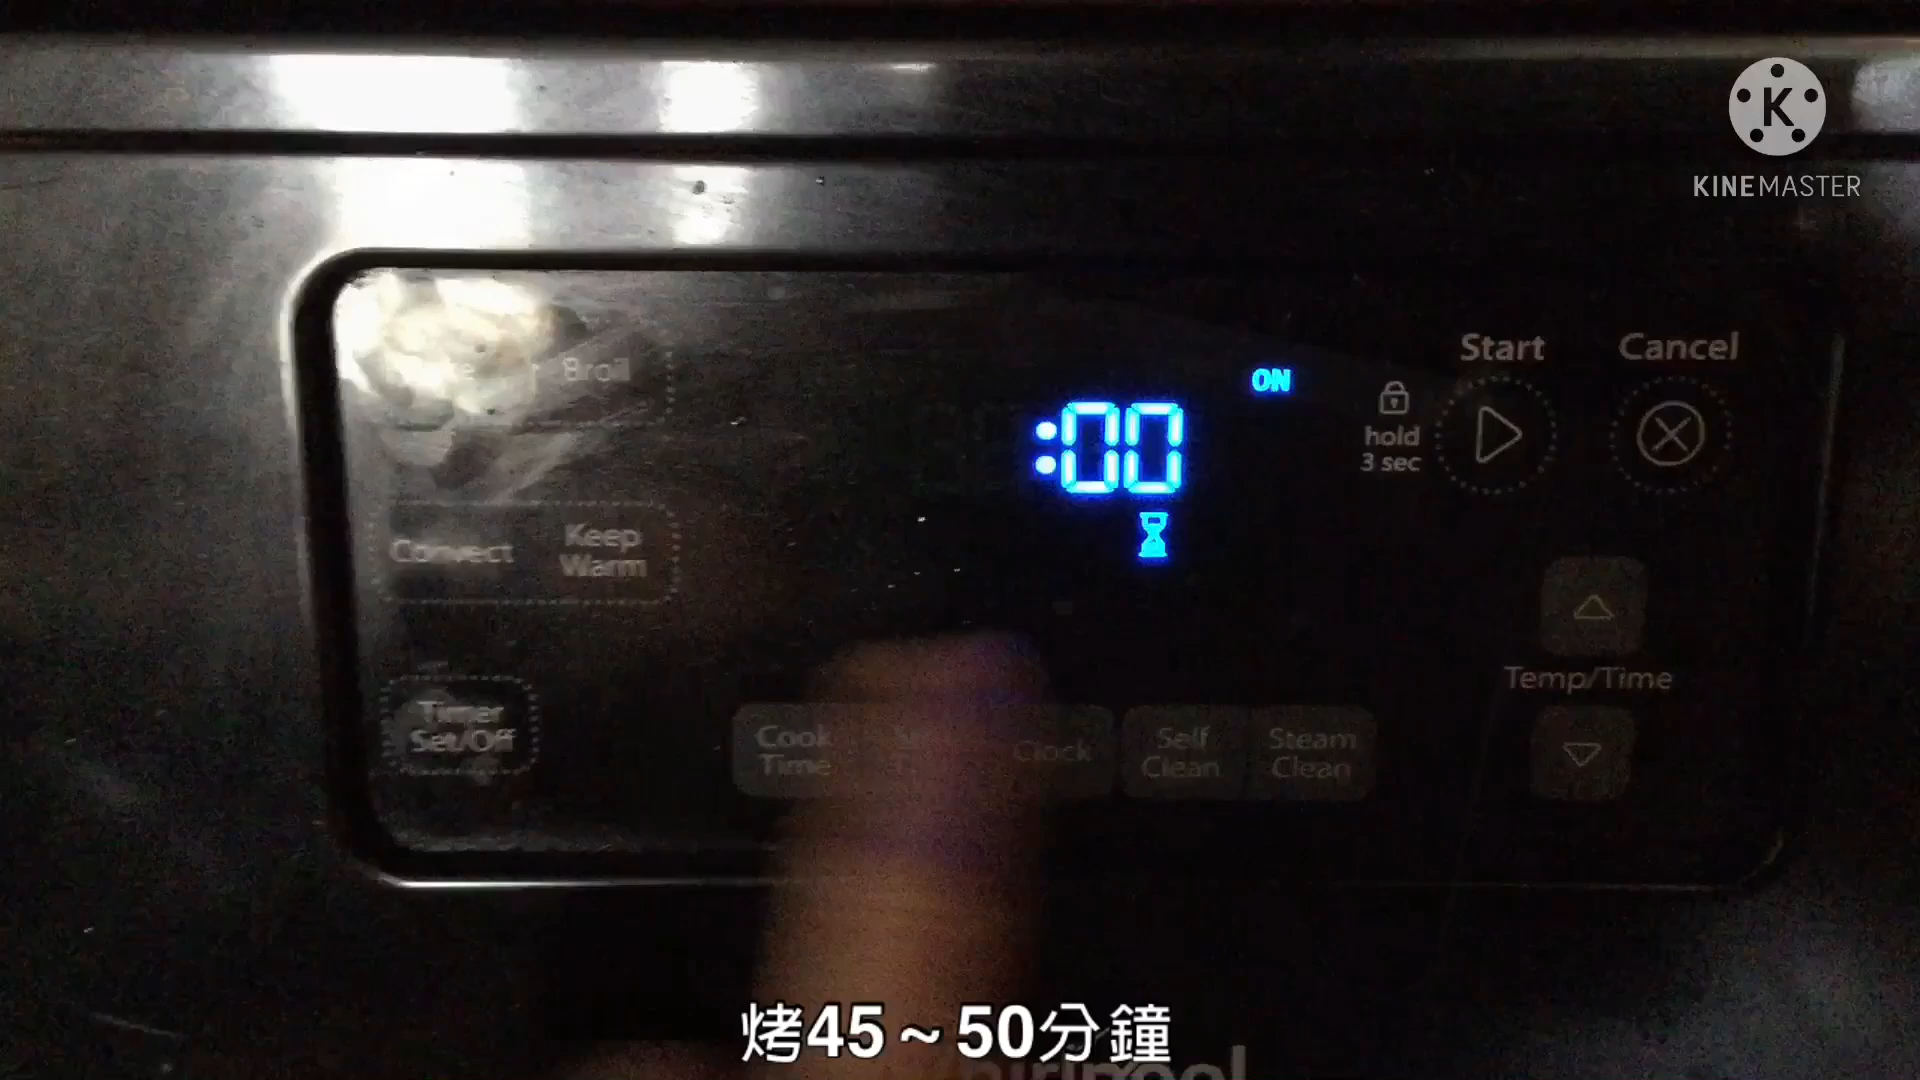 K
KINEMASTER
Start
Cancel
Broil
ON
:00
hold
3 sec
Convect
Keep
Warm
Temp/Time
Timer
Set/Off
Cook
Time
Clock
Self
Clean
Steam
Clean
烤45～50分鐘